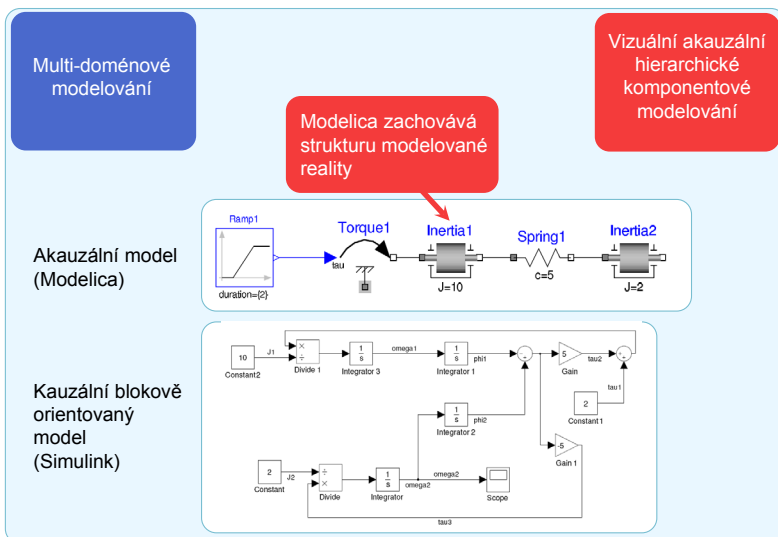 Multi-doménové
modelování
Vizuální akauzální
hierarchické
komponentové
modelování
Modelica zachovává
strukturu modelované
reality
Akauzální model
(Modelica)
Ramp1
duration={2}
Torque1
tau
Inertia1
J=10
Spring1
c=5
Inertia2
J=2
Kauzální blokově
orientovaný
model
(Simulink)
10
Constant2
J1
×
÷
Divide 1
1
s
Integrator 3
omega1
1
s
Integrator 1
phi1
5
Gain
tau2
tau1
2
Constant 1
1
s
Integrator 2
phi2
-5
Gain 1
2
Constant
J2
÷
×
Divide
1
s
Integrator
omega2
omega2
Scope
tau3